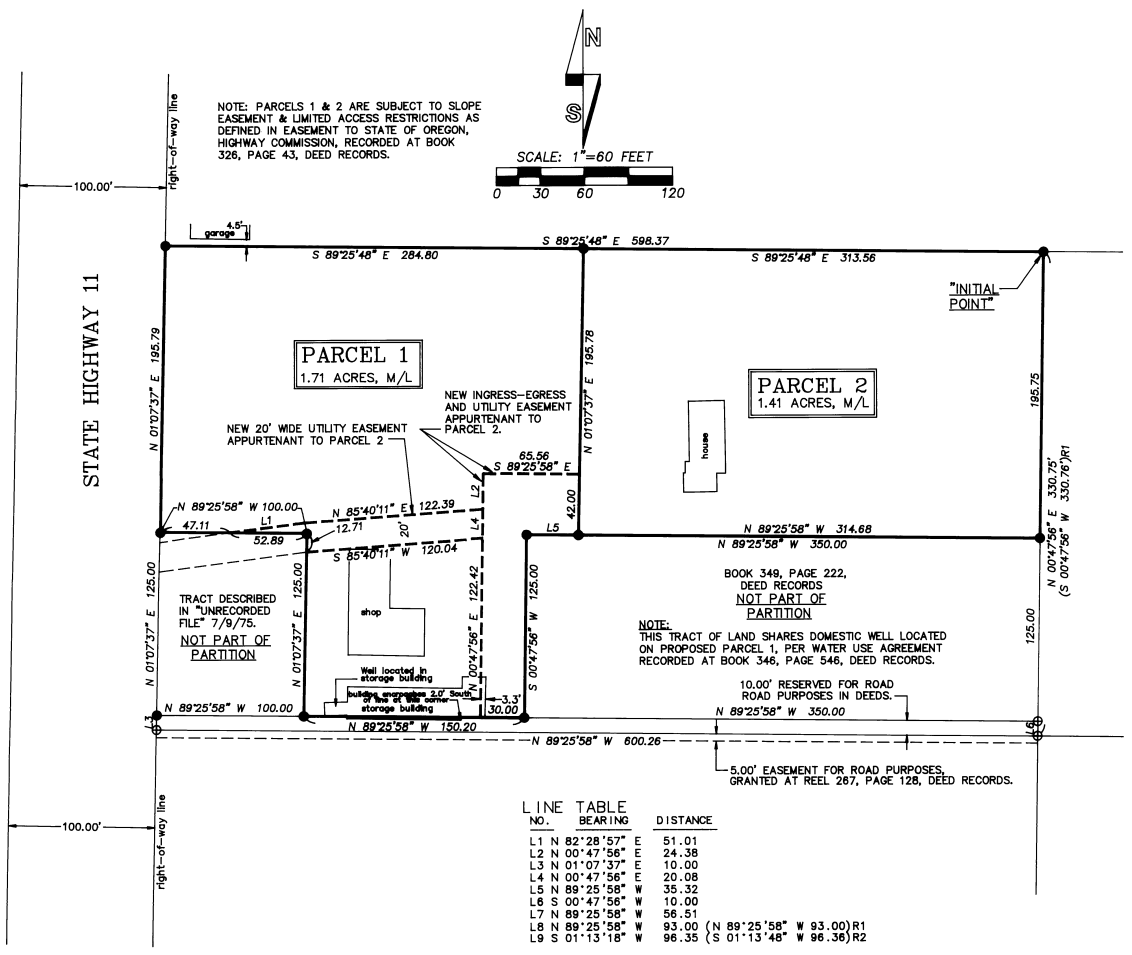 N
S
SCALE: 1"=60 FEET
0 30 60 120
NOTE: PARCELS 1 & 2 ARE SUBJECT TO SLOPE
EASEMENT & LIMITED ACCESS RESTRICTIONS AS
DEFINED IN EASEMENT TO STATE OF OREGON,
HIGHWAY COMMISSION, RECORDED AT BOOK
326, PAGE 43, DEED RECORDS.
right-of-way line
100.00'
4.5'
garage
S 89°25'48" E 598.37
S 89°25'48" E 284.80
S 89°25'48" E 313.56
"INITIAL
POINT"
STATE HIGHWAY 11
N 01°07'37" E 195.79
PARCEL 1
1.71 ACRES, M/L
N 01°07'37" E 195.78
PARCEL 2
1.41 ACRES, M/L
195.75
NEW INGRESS-EGRESS
AND UTILITY EASEMENT
APPURTENANT TO
PARCEL 2.
NEW 20' WIDE UTILITY EASEMENT
APPURTENANT TO PARCEL 2
house
65.56
S 89°25'58" E
L2
42.00
N 89°25'58" W 100.00
47.11
L1
52.89
N 85°40'11" E 122.39
12.71
20'
L4
S 85°40'11" W 120.04
L5
N 89°25'58" W 314.68
N 89°25'58" W 350.00
N 00°47'56" E 330.75'
(S 00°47'56" W 330.76')R1
N 01°07'37" E 125.00
TRACT DESCRIBED
IN "UNRECORDED
FILE" 7/9/75.
NOT PART OF
PARTITION
N 01°07'37" E 125.00
shop
N 00°47'56" E 122.42
S 00°47'56" W 125.00
BOOK 349, PAGE 222,
DEED RECORDS
NOT PART OF
PARTITION
NOTE:
THIS TRACT OF LAND SHARES DOMESTIC WELL LOCATED
ON PROPOSED PARCEL 1, PER WATER USE AGREEMENT
RECORDED AT BOOK 346, PAGE 546, DEED RECORDS.
125.00
Well located in
storage building
building encroaches 2.0' South
of line at this corner
storage building
3.3'
30.00
10.00' RESERVED FOR ROAD
ROAD PURPOSES IN DEEDS.
N 89°25'58" W 100.00
N 89°25'58" W 350.00
L3
N 89°25'58" W 150.20
L6
N 89°25'58" W 600.26
5.00' EASEMENT FOR ROAD PURPOSES,
GRANTED AT REEL 267, PAGE 128, DEED RECORDS.
100.00'
right-of-way line
LINE TABLE
NO. BEARING DISTANCE
L1 N 82°28'57" E 51.01
L2 N 00°47'56" E 24.38
L3 N 01°07'37" E 10.00
L4 N 00°47'56" E 20.08
L5 N 89°25'58" W 35.32
L6 S 00°47'56" W 10.00
L7 N 89°25'58" W 56.51
L8 N 89°25'58" W 93.00 (N 89°25'58" W 93.00)R1
L9 S 01°13'18" W 96.35 (S 01°13'48" W 96.36)R2